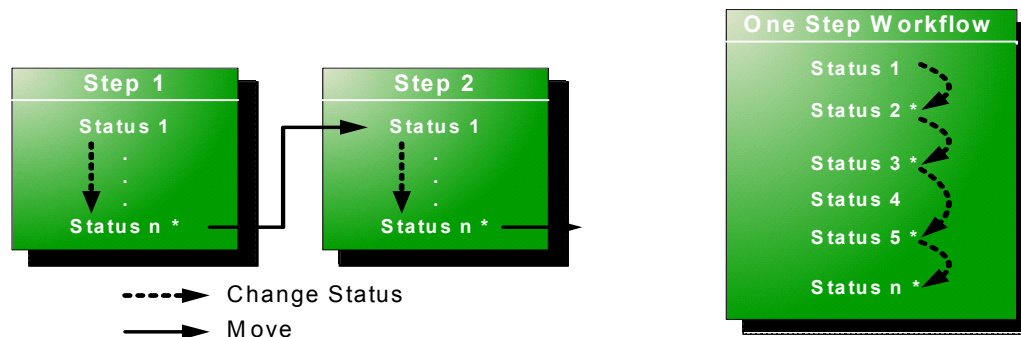 Step 1
Status 1
.
.
.
Status n *
Step 2
Status 1
.
.
.
Status n *
Change Status
Move
One Step Workflow
Status 1
Status 2 *
Status 3 *
Status 4
Status 5 *
Status n *